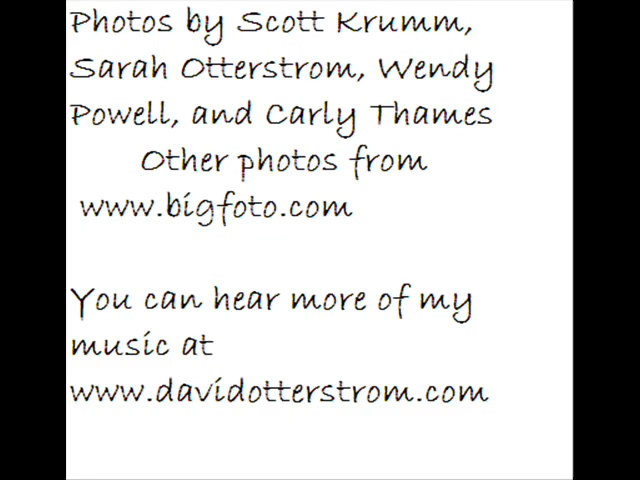 Photos by Scott Krumm,
Sarah Otterstrom, Wendy
Powell, and Carly Thames
Other photos from
www.bigfoto.com
You can hear more of my
music at
www.davidotterstrom.com